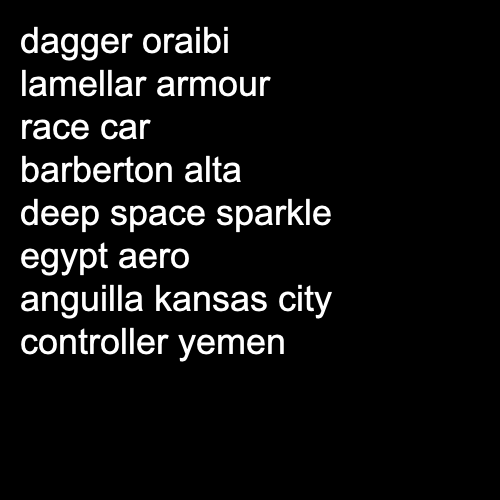 dagger oraibi
lamellar armour
race car
barberton alta
deep space sparkle
egypt aero
anguilla kansas city
controller yemen